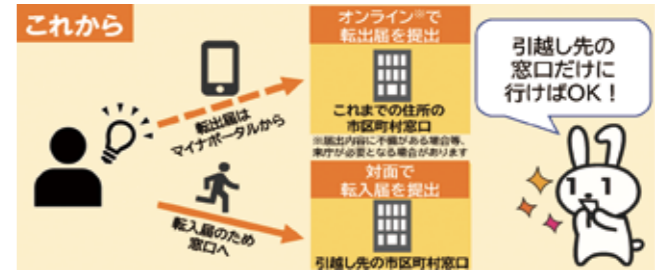 これから
オンライン※で
転出届を提出
転出届は
マイナポータルから
これまでの住所の
市区町村窓口
※届出内容に不備がある場合等、
来庁が必要となる場合があります
対面で
転入届を提出
転入届のため
窓口へ
引越し先の市区町村窓口
引越し先の
窓口だけに
行けばOK!